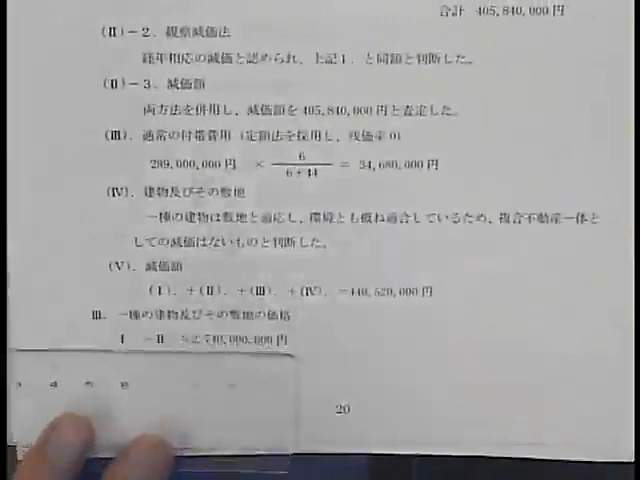 合計 405,840,000円
(Ⅱ)－2．観察減価法
経年相応の減価と認められ、上記1．と同額と判断した。
(Ⅱ)－3．減価額
両方法を併用し、減価額を405,840,000円と査定した。
(Ⅲ)．通常の付帯費用（定額法を採用し、残価率0）
289,000,000円 × 6/(6＋44) ＝ 34,680,000円
(Ⅳ)．建物及びその敷地
一棟の建物は敷地と適応し、環境とも概ね適合しているため、複合不動産一体と
しての減価はないものと判断した。
(Ⅴ)．減価額
(Ⅰ)．＋(Ⅱ)．＋(Ⅲ)．＋(Ⅳ)．＝440,520,000円
Ⅲ．一棟の建物及びその敷地の価格
Ⅰ－Ⅱ
20